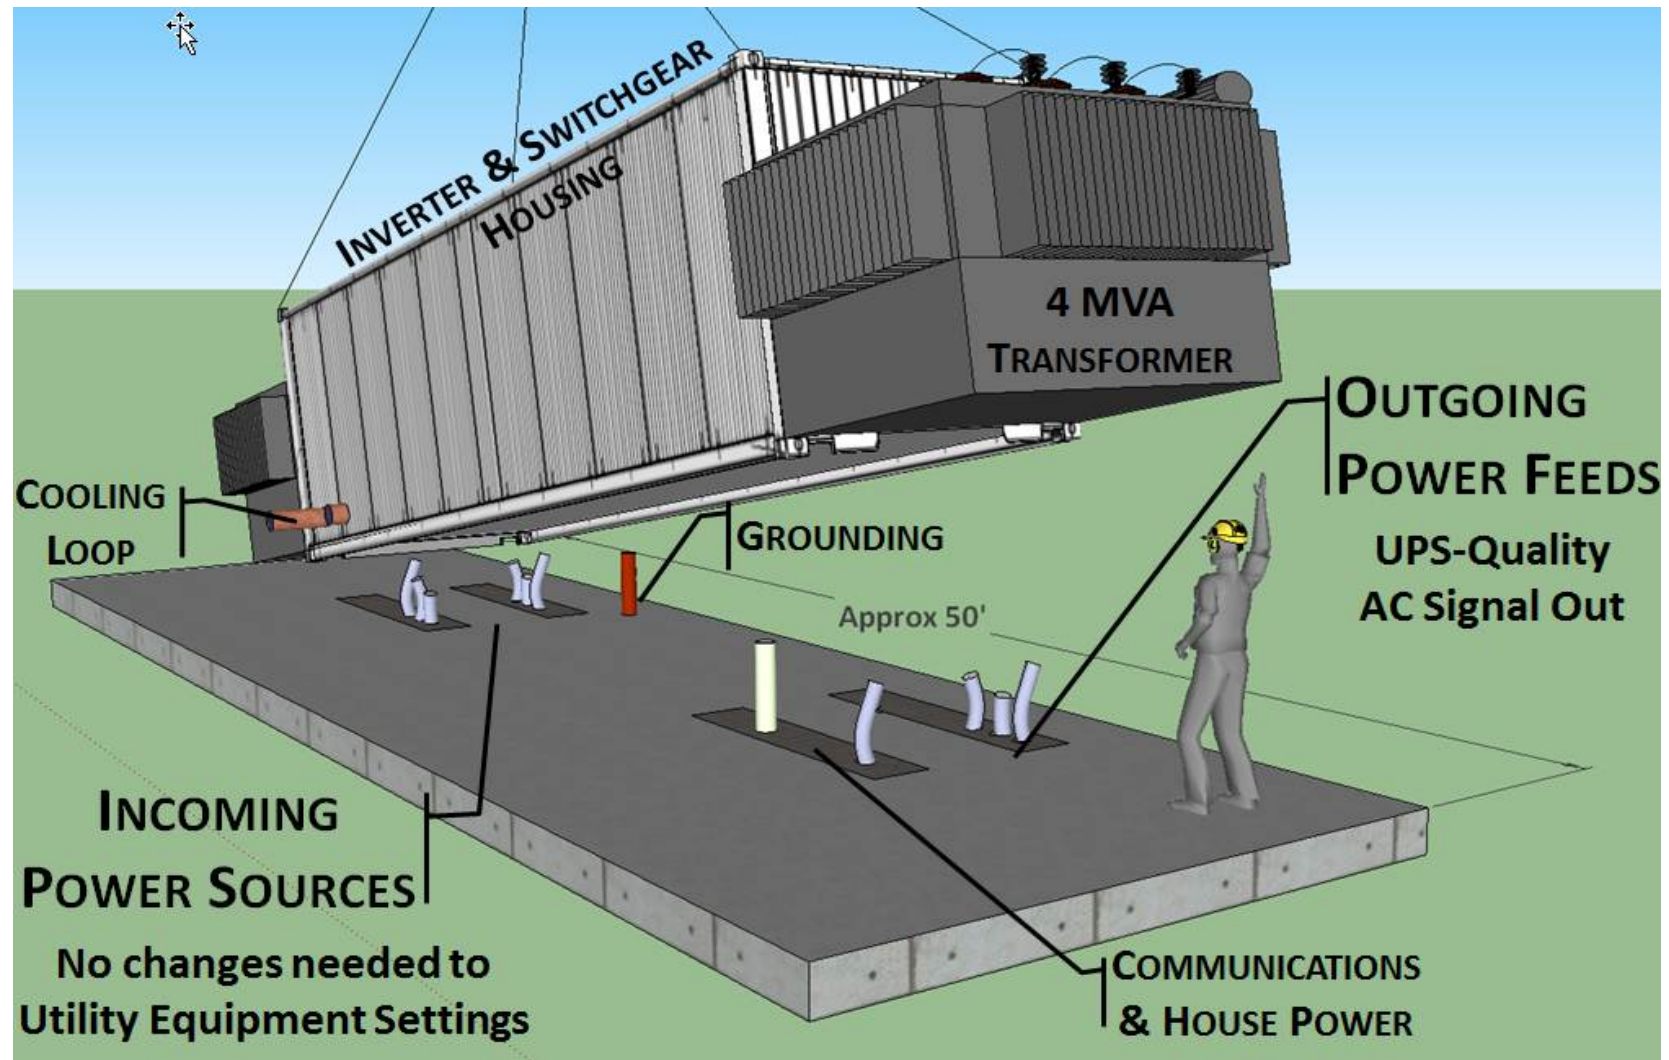 INVERTER & SWITCHGEAR
HOUSING
4 MVA
TRANSFORMER
OUTGOING
POWER FEEDS
UPS-Quality
AC Signal Out
COOLING
LOOP
GROUNDING
Approx 50'
INCOMING
POWER SOURCES
No changes needed to
Utility Equipment Settings
COMMUNICATIONS
& HOUSE POWER